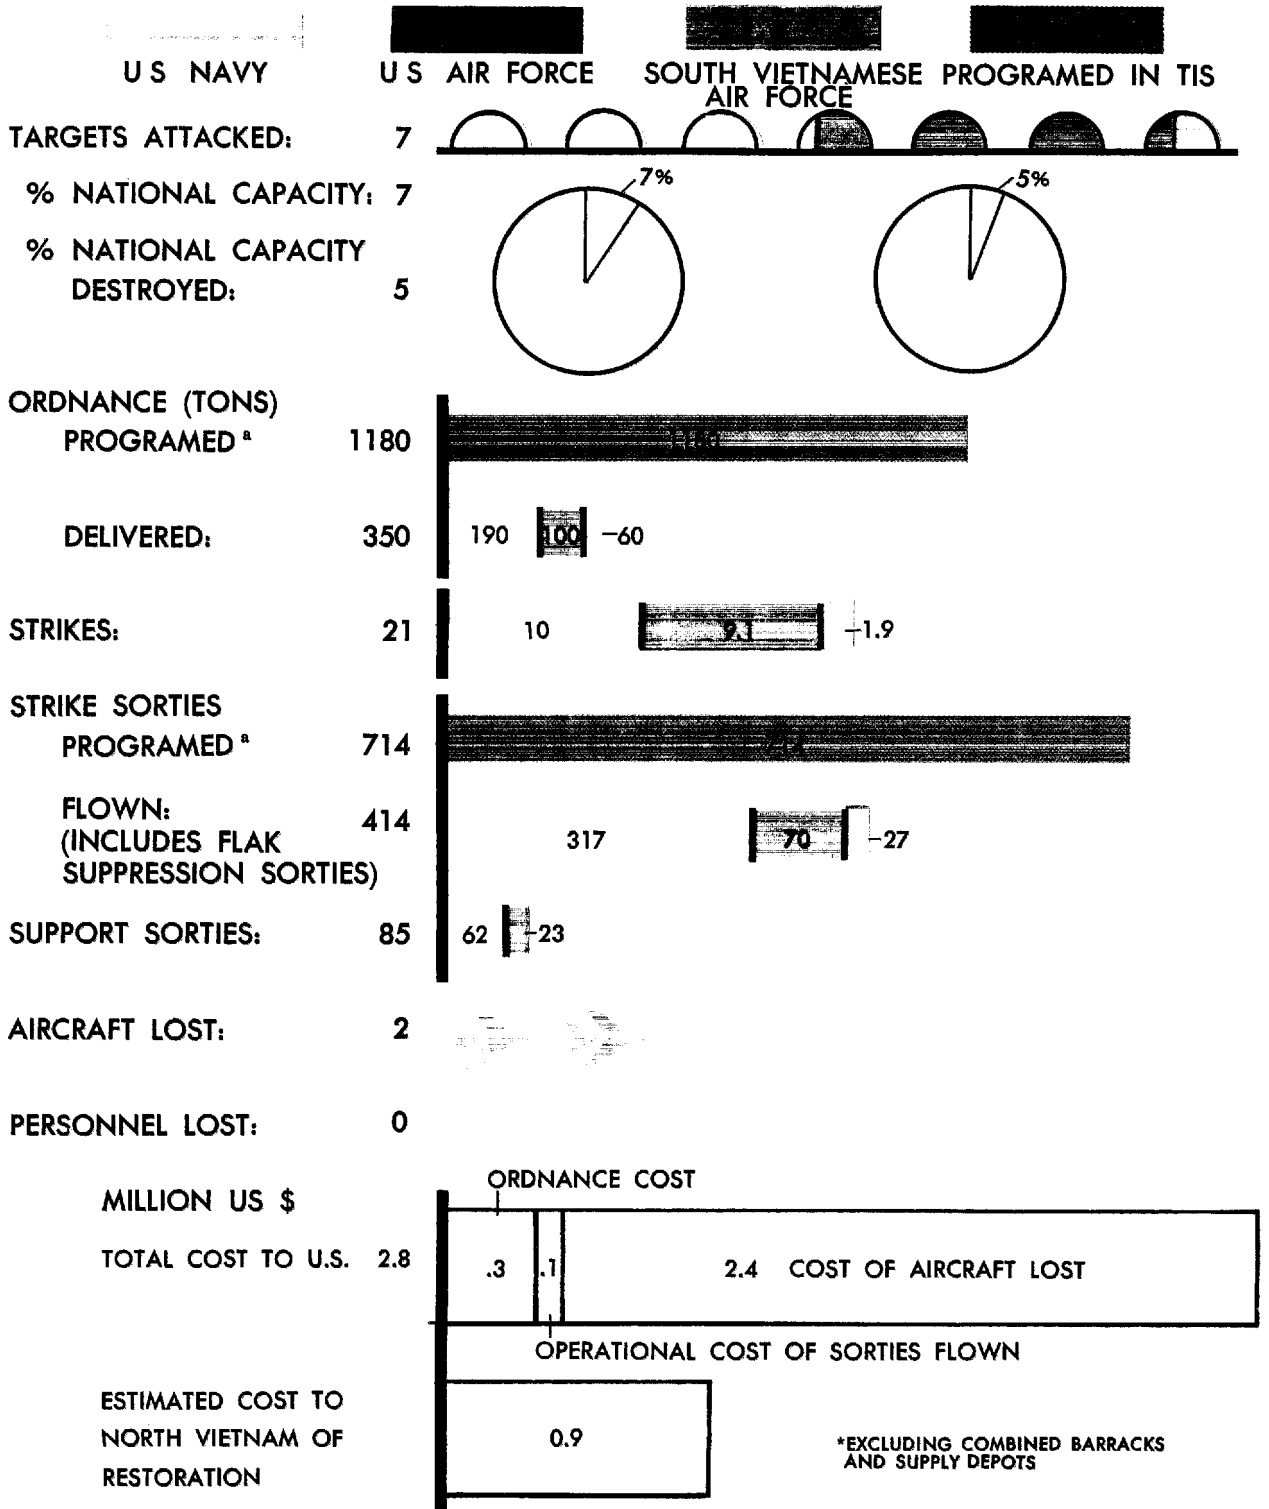 US NAVY US AIR FORCE SOUTH VIETNAMESE PROGRAMED IN TIS
AIR FORCE
TARGETS ATTACKED: 7
% NATIONAL CAPACITY: 7 7% 5%
% NATIONAL CAPACITY
DESTROYED: 5
ORDNANCE (TONS)
PROGRAMED a 1180 1180
DELIVERED: 350 190 100 60
STRIKES: 21 10 9.1 1.9
STRIKE SORTIES
PROGRAMED a 714 714
FLOWN: 414
(INCLUDES FLAK 317 70 27
SUPPRESSION SORTIES)
SUPPORT SORTIES: 85 62 23
AIRCRAFT LOST: 2
PERSONNEL LOST: 0
ORDNANCE COST
MILLION US $
TOTAL COST TO U.S. 2.8 .3 .1 2.4 COST OF AIRCRAFT LOST
OPERATIONAL COST OF SORTIES FLOWN
ESTIMATED COST TO
NORTH VIETNAM OF 0.9
RESTORATION
*EXCLUDING COMBINED BARRACKS
AND SUPPLY DEPOTS